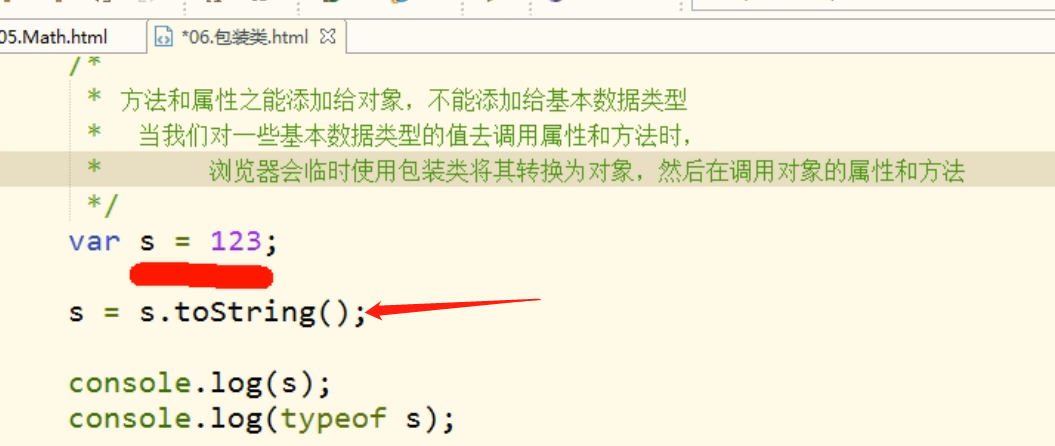 05.Math.html
*06.包装类.html
/*
* 方法和属性之能添加给对象，不能添加给基本数据类型
* 当我们对一些基本数据类型的值去调用属性和方法时，
* 浏览器会临时使用包装类将其转换为对象，然后在调用对象的属性和方法
*/
var s = 123;
s = s.toString();
console.log(s);
console.log(typeof s);